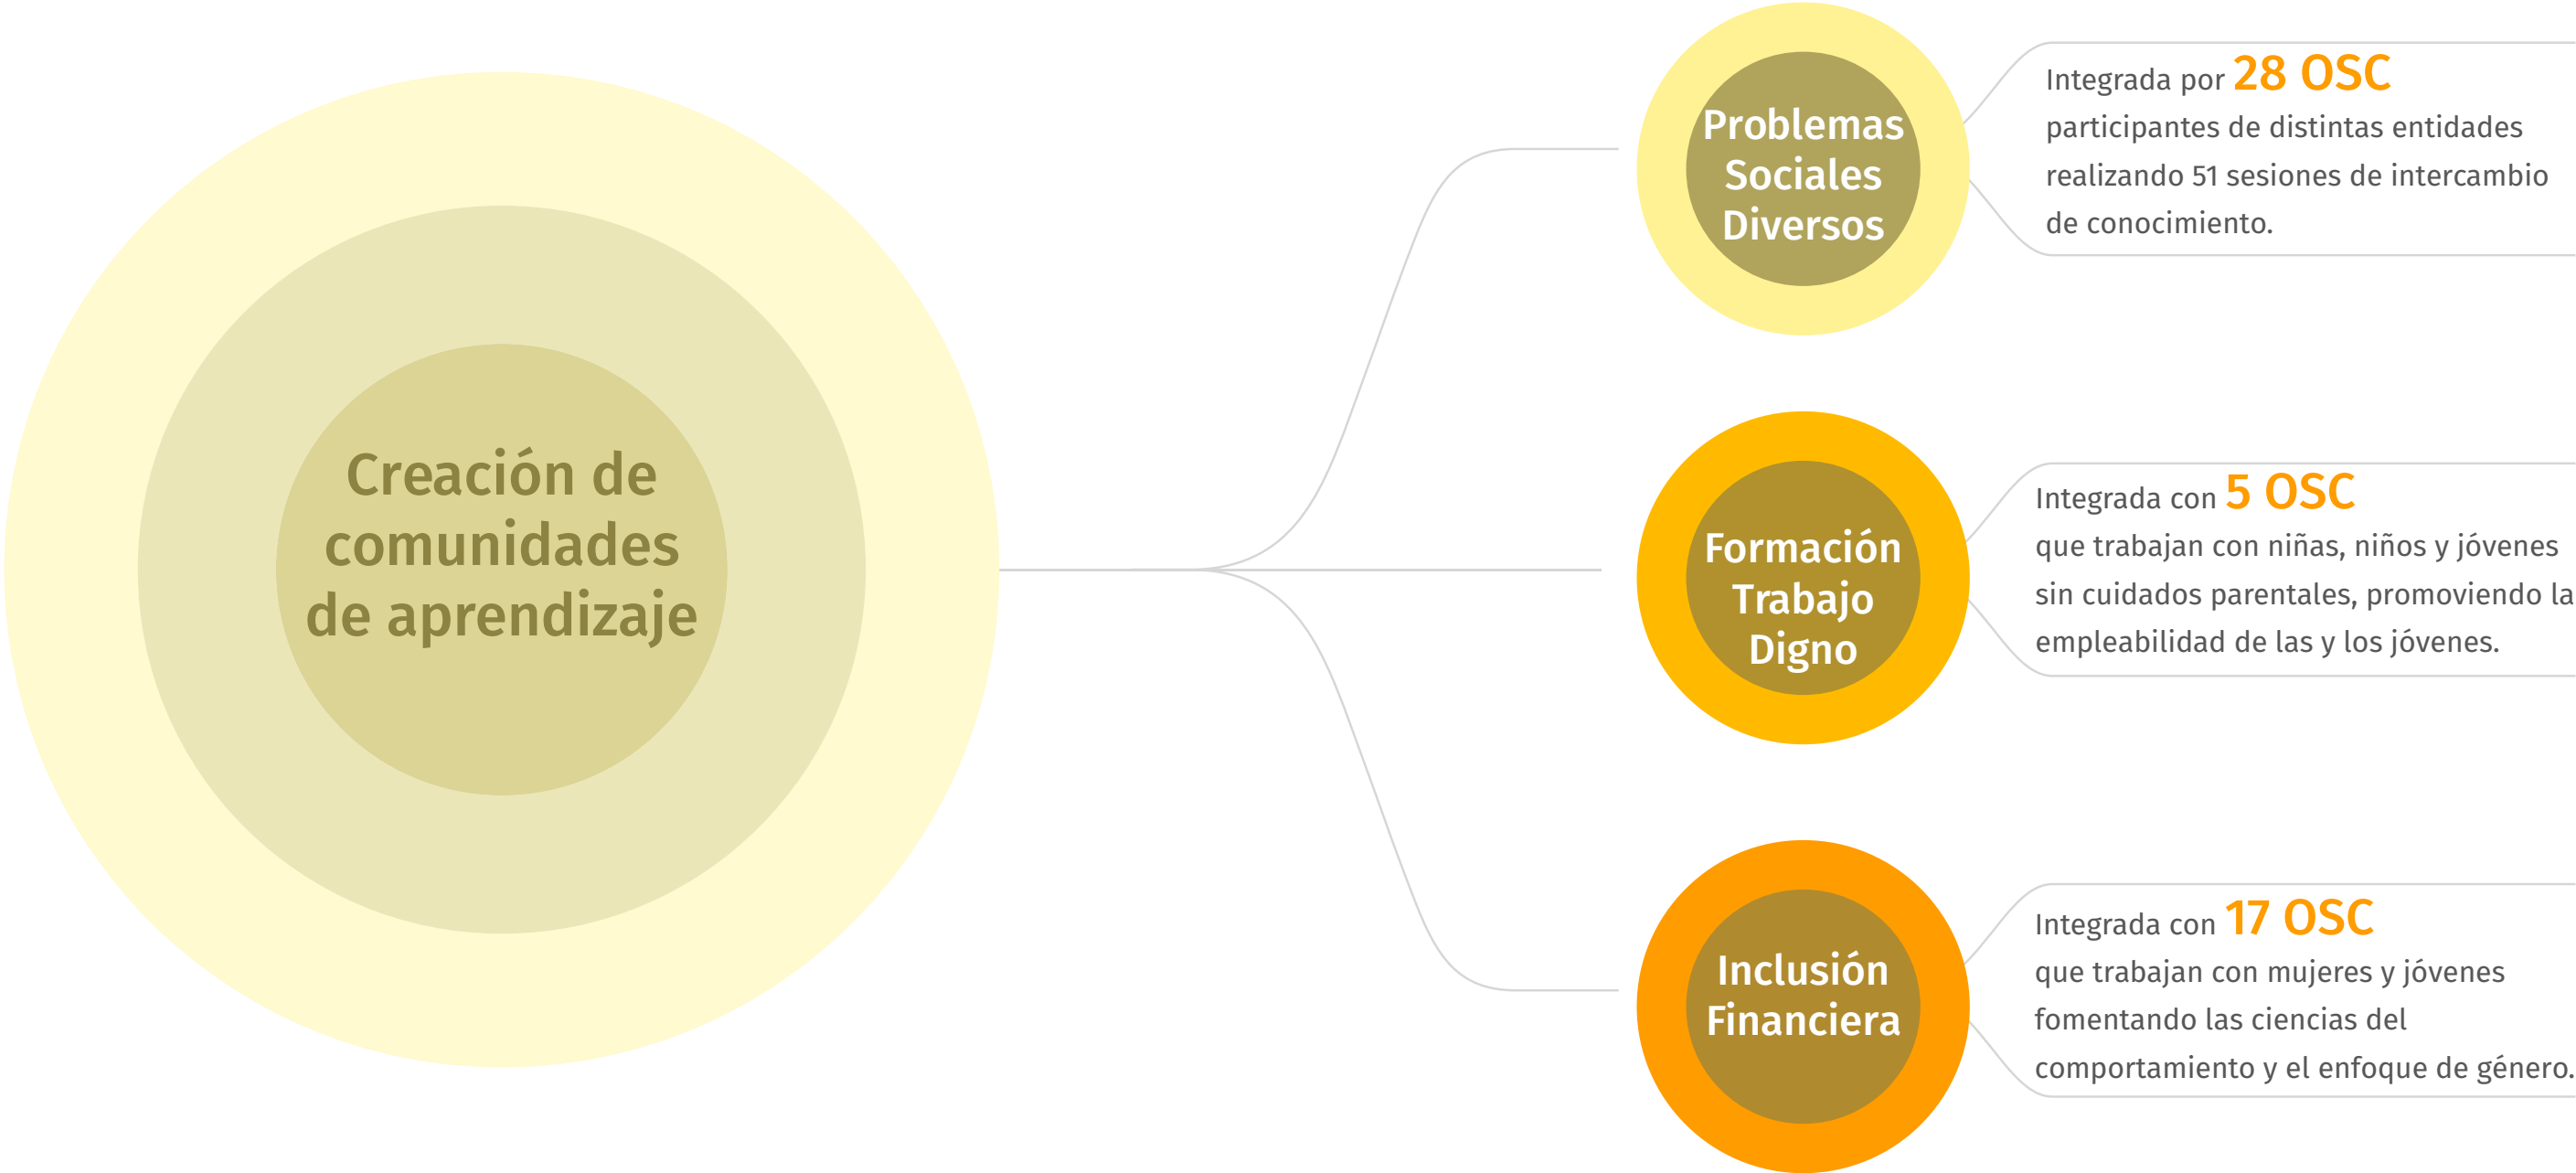 Creación de
comunidades
de aprendizaje
Problemas
Sociales
Diversos
Integrada por 28 OSC
participantes de distintas entidades
realizando 51 sesiones de intercambio
de conocimiento.
Formación
Trabajo
Digno
Integrada con 5 OSC
que trabajan con niñas, niños y jóvenes
sin cuidados parentales, promoviendo la
empleabilidad de las y los jóvenes.
Inclusión
Financiera
Integrada con 17 OSC
que trabajan con mujeres y jóvenes
fomentando las ciencias del
comportamiento y el enfoque de género.